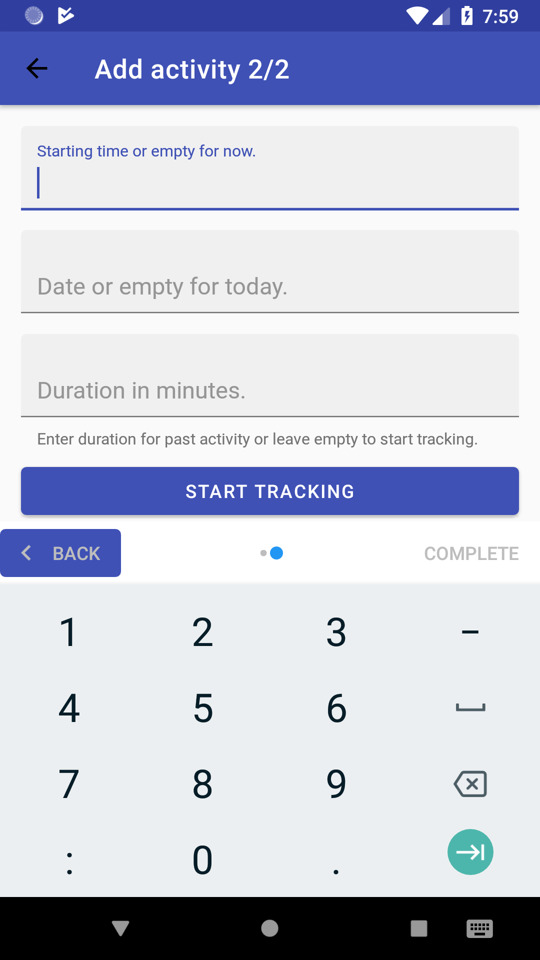 7:59
Add activity 2/2
Starting time or empty for now.
Date or empty for today.
Duration in minutes.
Enter duration for past activity or leave empty to start tracking.
START TRACKING
BACK
COMPLETE
1 2 3 –
4 5 6
7 8 9
: 0 .